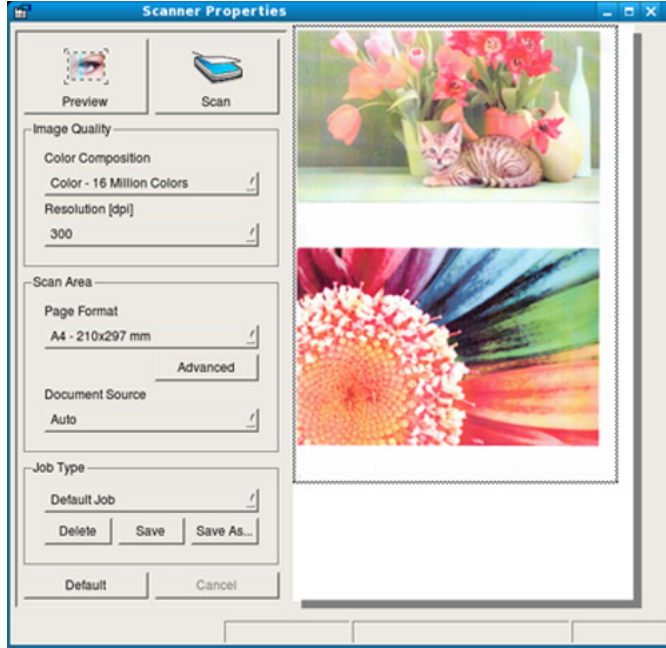 Scanner Properties
Preview Scan
Image Quality
Color Composition
Color - 16 Million Colors
Resolution [dpi]
300
Scan Area
Page Format
A4 - 210x297 mm
Advanced
Document Source
Auto
Job Type
Default Job
Delete Save Save As...
Default Cancel